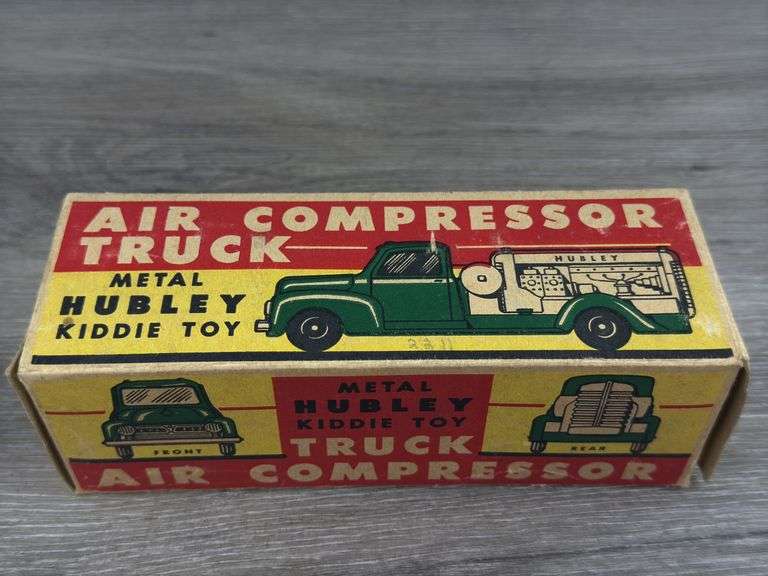 AIR COMPRESSOR
TRUCK
METAL
HUBLEY
KIDDIE TOY
HUBLEY
METAL
HUBLEY
KIDDIE TOY
FRONT
REAR
TRUCK
AIR COMPRESSOR